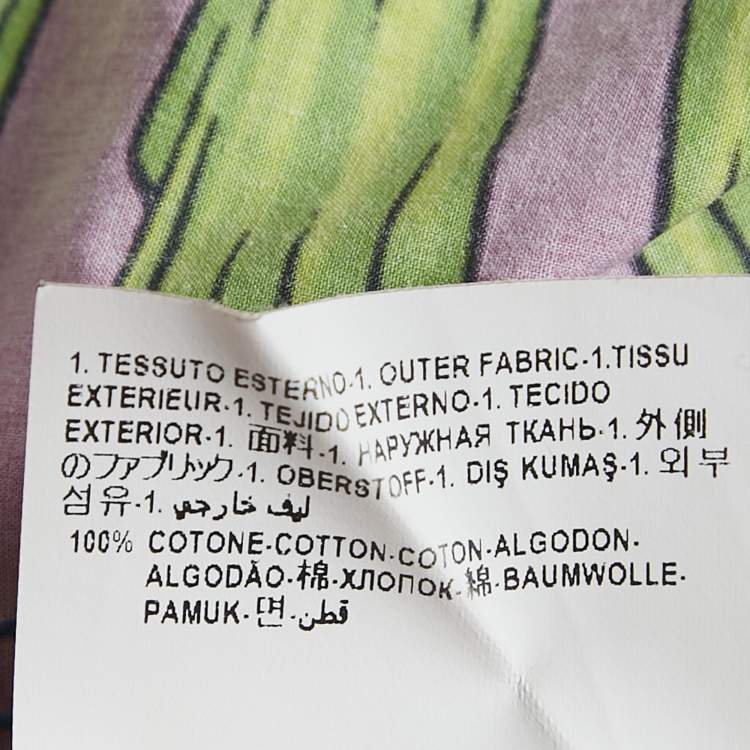 1. TESSUTO ESTERNO-1. OUTER FABRIC-1.TISSU
EXTERIEUR-1. TEJIDO EXTERNO-1. TECIDO
EXTERIOR-1. 面料-1. НАРУЖНАЯ ТКАНЬ-1. 外側
のファブリック-1. OBERSTOFF-1. DIŞ KUMAŞ-1. 외부
섬유-1. ليف خارجي
100% COTONE-COTTON-COTON-ALGODON-
ALGODÃO-棉-ХЛОПОК-綿-BAUMWOLLE-
PAMUK-면-قطن